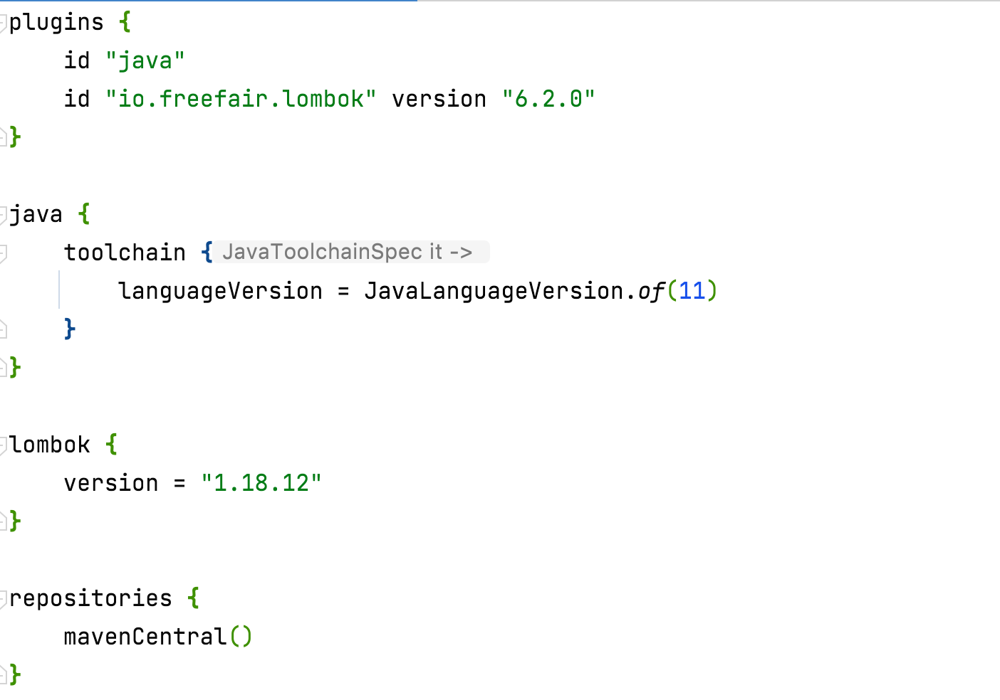 plugins {
    id "java"
    id "io.freefair.lombok" version "6.2.0"
}
java {
    toolchain { JavaToolchainSpec it ->
        languageVersion = JavaLanguageVersion.of(11)
    }
}
lombok {
    version = "1.18.12"
}
repositories {
    mavenCentral()
}